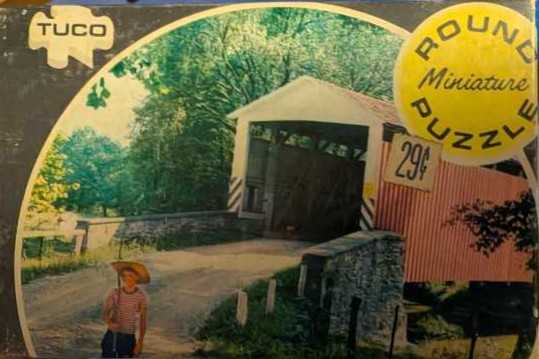 TUCO
ROUND
Miniature
PUZZLE
29¢